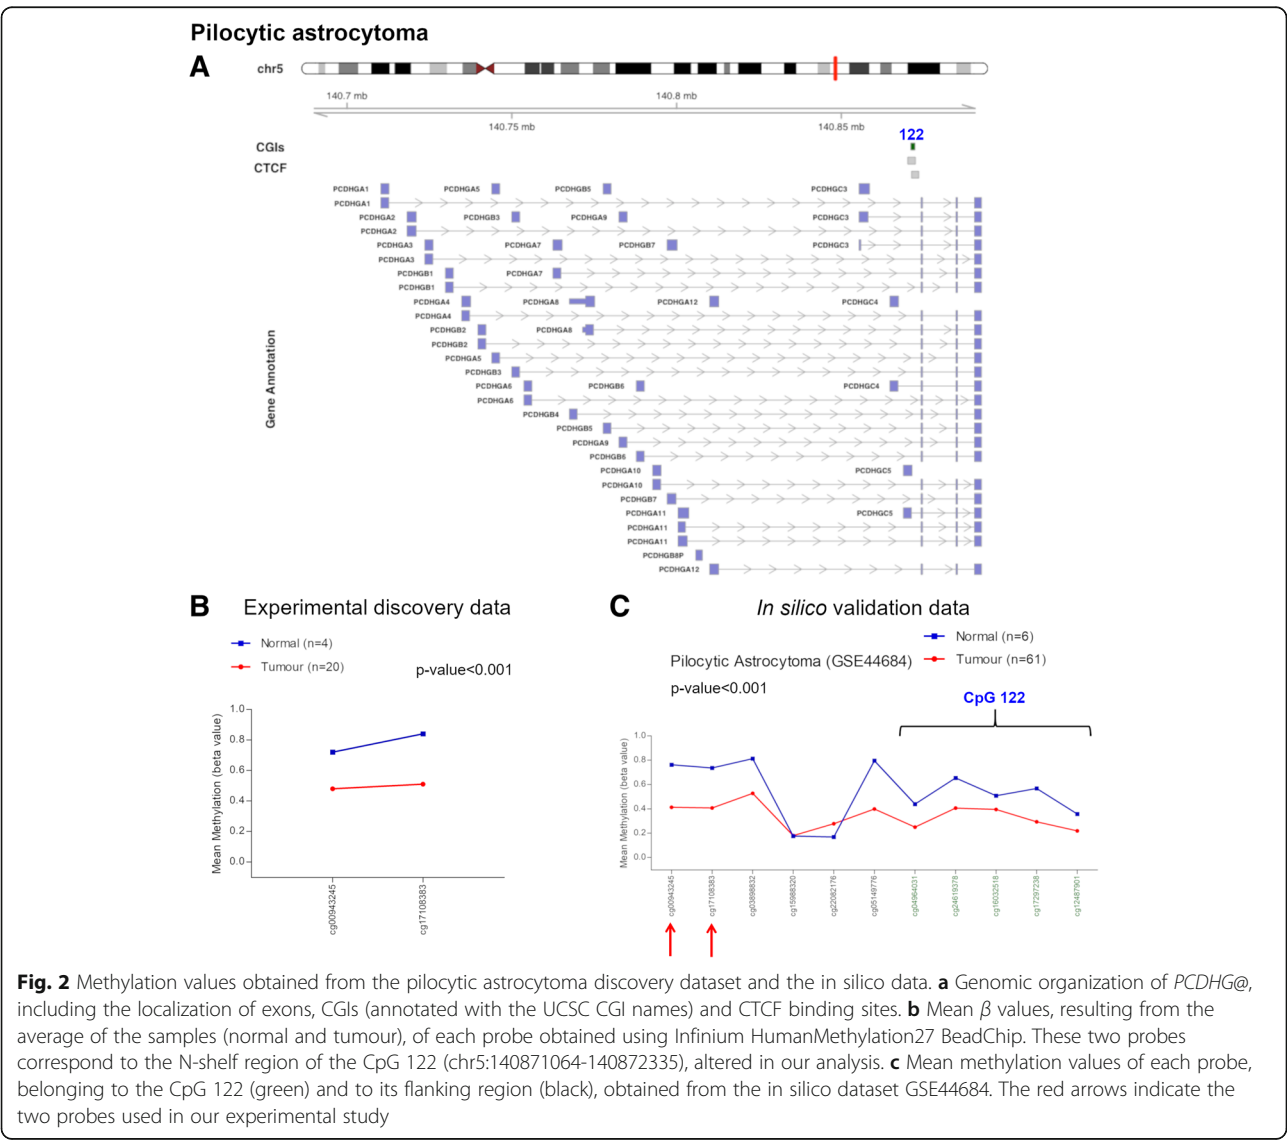 Pilocytic astrocytoma
A
chr5
140.7 mb 140.8 mb
140.75 mb 140.85 mb
122
CGIs
CTCF
Gene Annotation
PCDHGA1 PCDHGA5 PCDHGB5 PCDHGC3
PCDHGA1
PCDHGA2 PCDHGB3 PCDHGA9 PCDHGC3
PCDHGA2
PCDHGA3 PCDHGA7 PCDHGB7 PCDHGC3
PCDHGA3
PCDHGB1 PCDHGA7
PCDHGB1
PCDHGA4 PCDHGA8 PCDHGA12 PCDHGC4
PCDHGA4
PCDHGB2 PCDHGA8
PCDHGB2
PCDHGA5
PCDHGB3
PCDHGA6 PCDHGB6 PCDHGC4
PCDHGA6
PCDHGB4
PCDHGB5
PCDHGA9
PCDHGB6
PCDHGA10 PCDHGC5
PCDHGA10
PCDHGB7
PCDHGA11 PCDHGC5
PCDHGA11
PCDHGA11
PCDHGB8P
PCDHGA12
B Experimental discovery data
Normal (n=4)
Tumour (n=20)
p-value<0.001
Mean Methylation (beta value)
1.0
0.8
0.6
0.4
0.2
0.0
cg00943245
cg17108383
C In silico validation data
Normal (n=6)
Tumour (n=61)
Pilocytic Astrocytoma (GSE44684)
p-value<0.001
CpG 122
Mean Methylation (beta value)
1.0
0.8
0.6
0.4
0.2
0.0
cg00943245
cg17108383
cg03898832
cg15988320
cg22082176
cg05149776
cg04964031
cg24619378
cg16032518
cg17297238
cg12487901
Fig. 2 Methylation values obtained from the pilocytic astrocytoma discovery dataset and the in silico data. a Genomic organization of PCDHG@,
including the localization of exons, CGIs (annotated with the UCSC CGI names) and CTCF binding sites. b Mean β values, resulting from the
average of the samples (normal and tumour), of each probe obtained using Infinium HumanMethylation27 BeadChip. These two probes
correspond to the N-shelf region of the CpG 122 (chr5:140871064-140872335), altered in our analysis. c Mean methylation values of each probe,
belonging to the CpG 122 (green) and to its flanking region (black), obtained from the in silico dataset GSE44684. The red arrows indicate the
two probes used in our experimental study